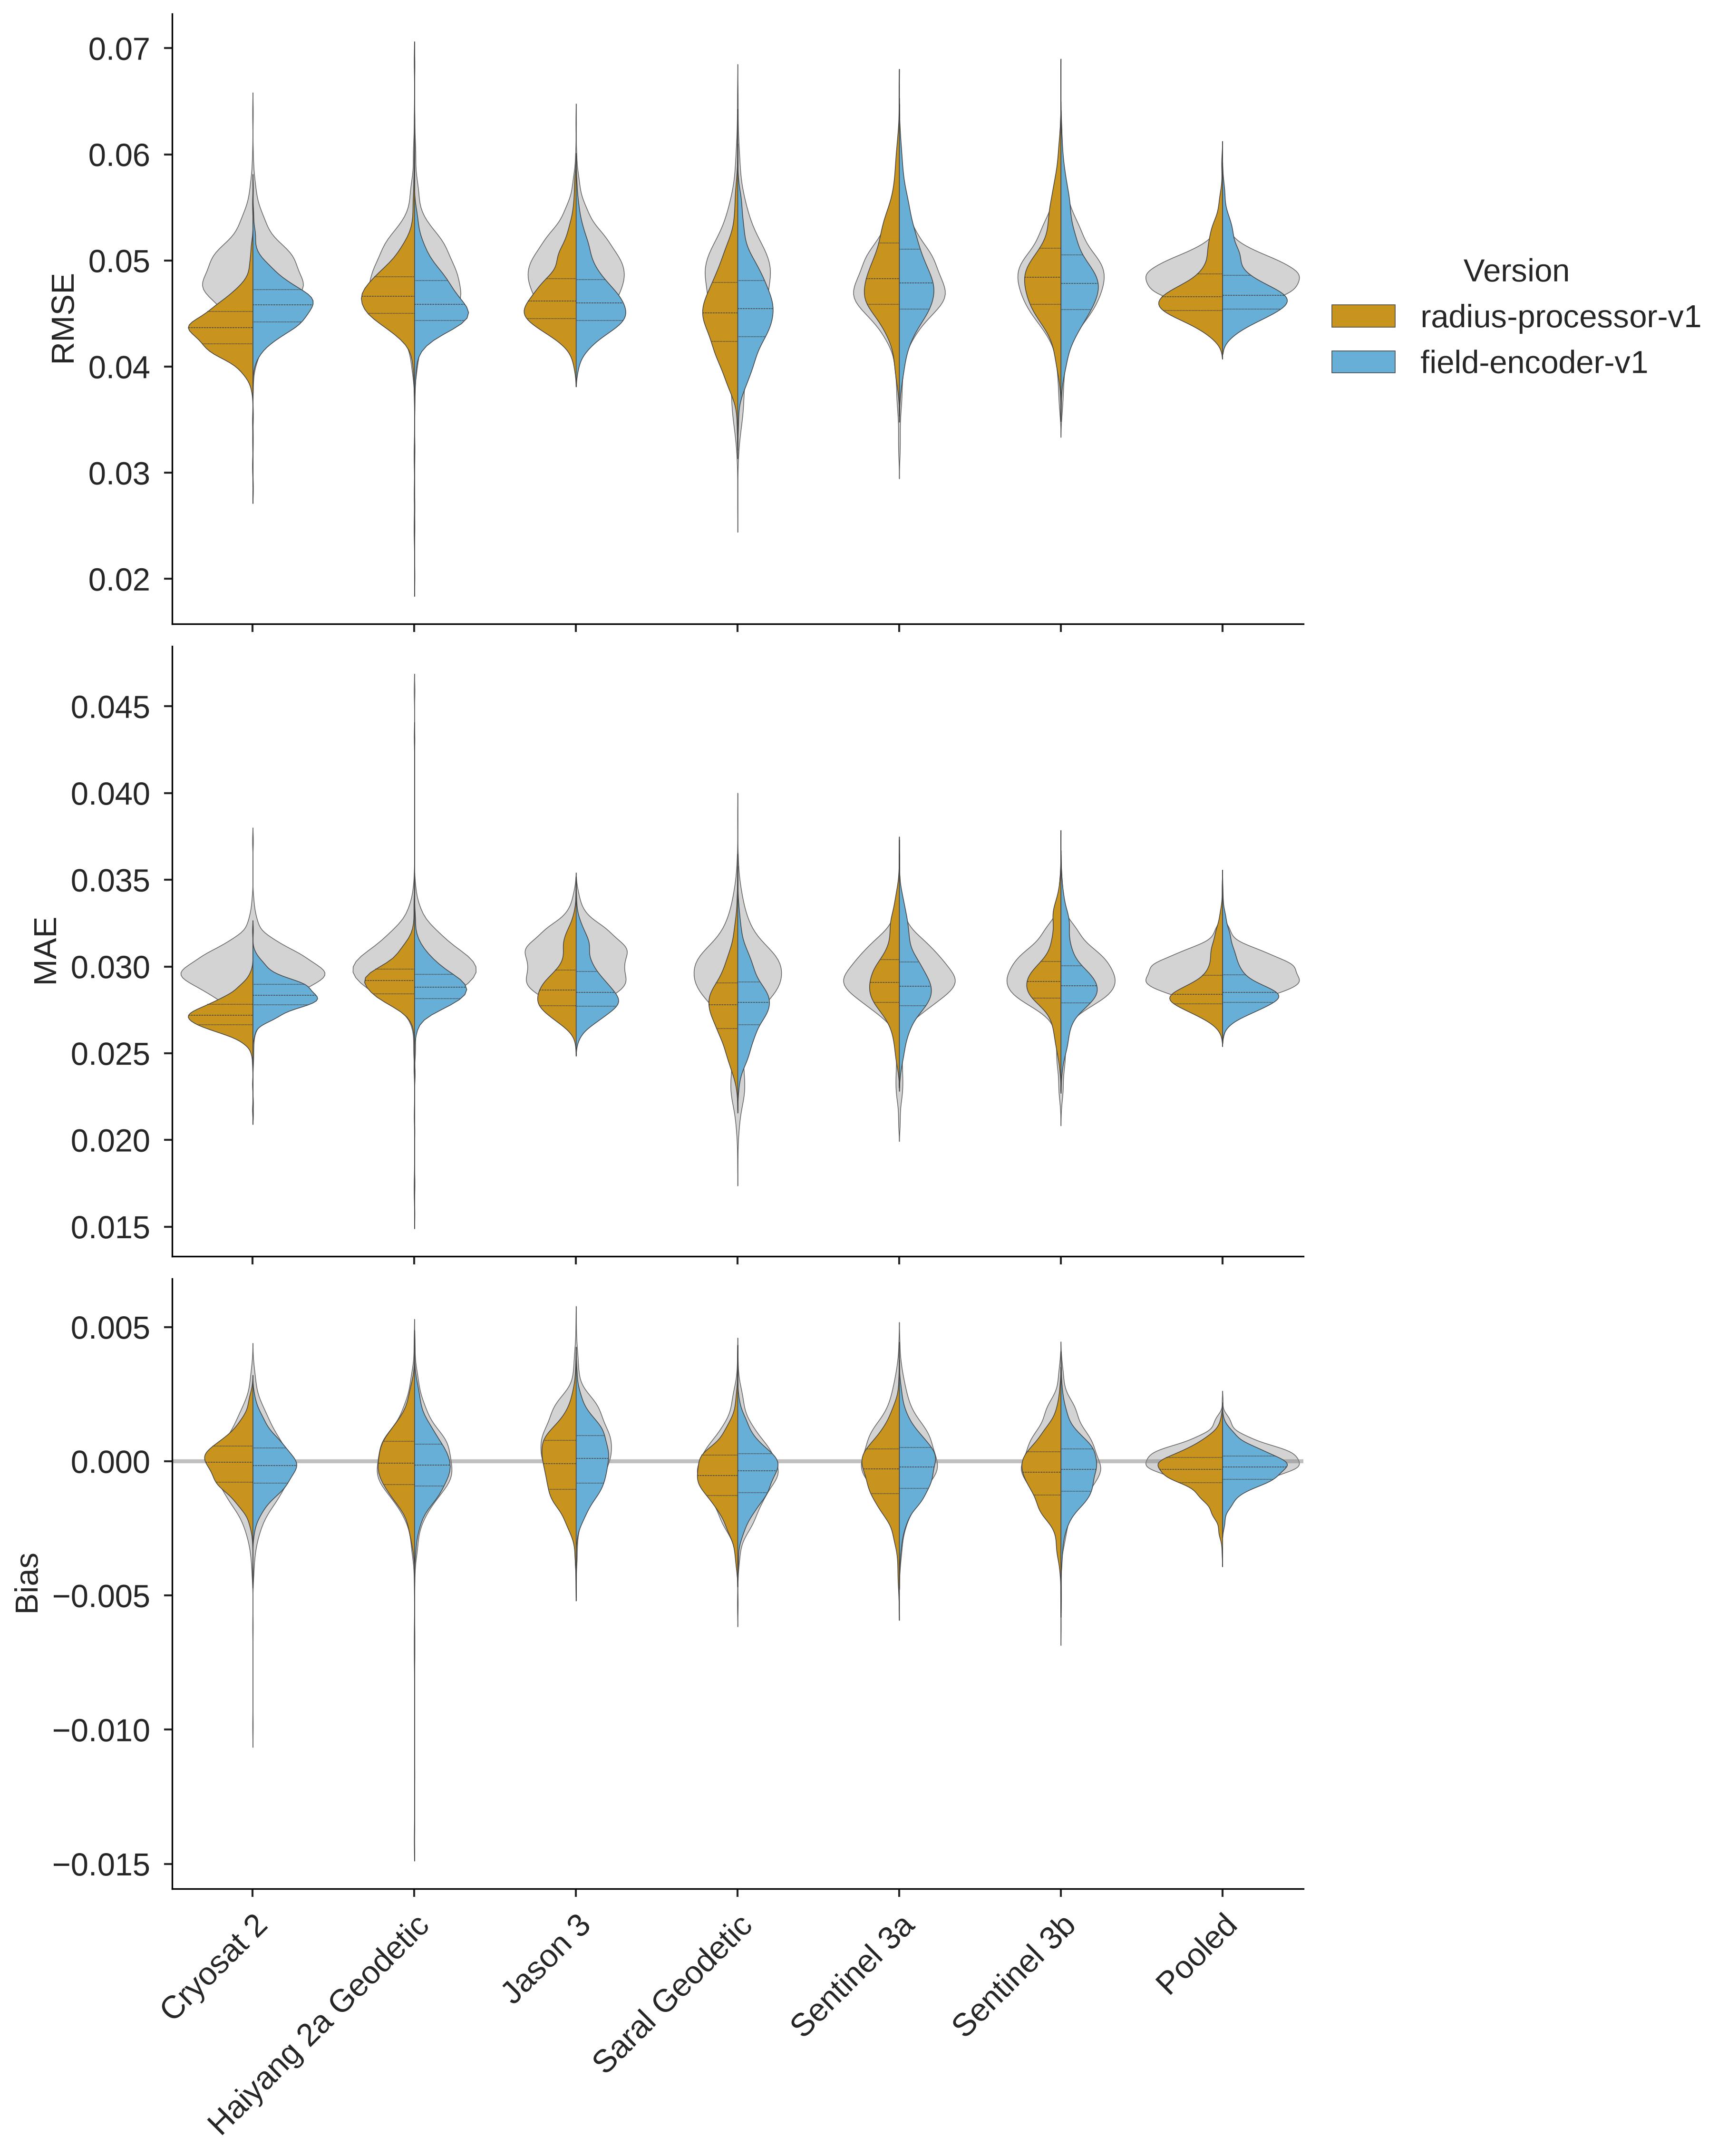 0.07
0.06
0.05
0.04
0.03
0.02
RMSE
Version
radius-processor-v1
field-encoder-v1
0.045
0.040
0.035
0.030
0.025
0.020
0.015
MAE
0.005
0.000
−0.005
−0.010
−0.015
Bias
Cryosat 2
Haiyang 2a Geodetic
Jason 3
Saral Geodetic
Sentinel 3a
Sentinel 3b
Pooled